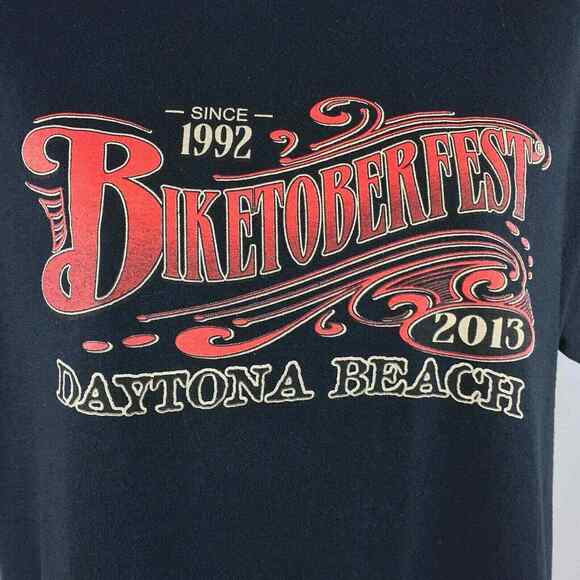 — SINCE —
1992
BIKETOBERFEST©
2013
DAYTONA BEACH